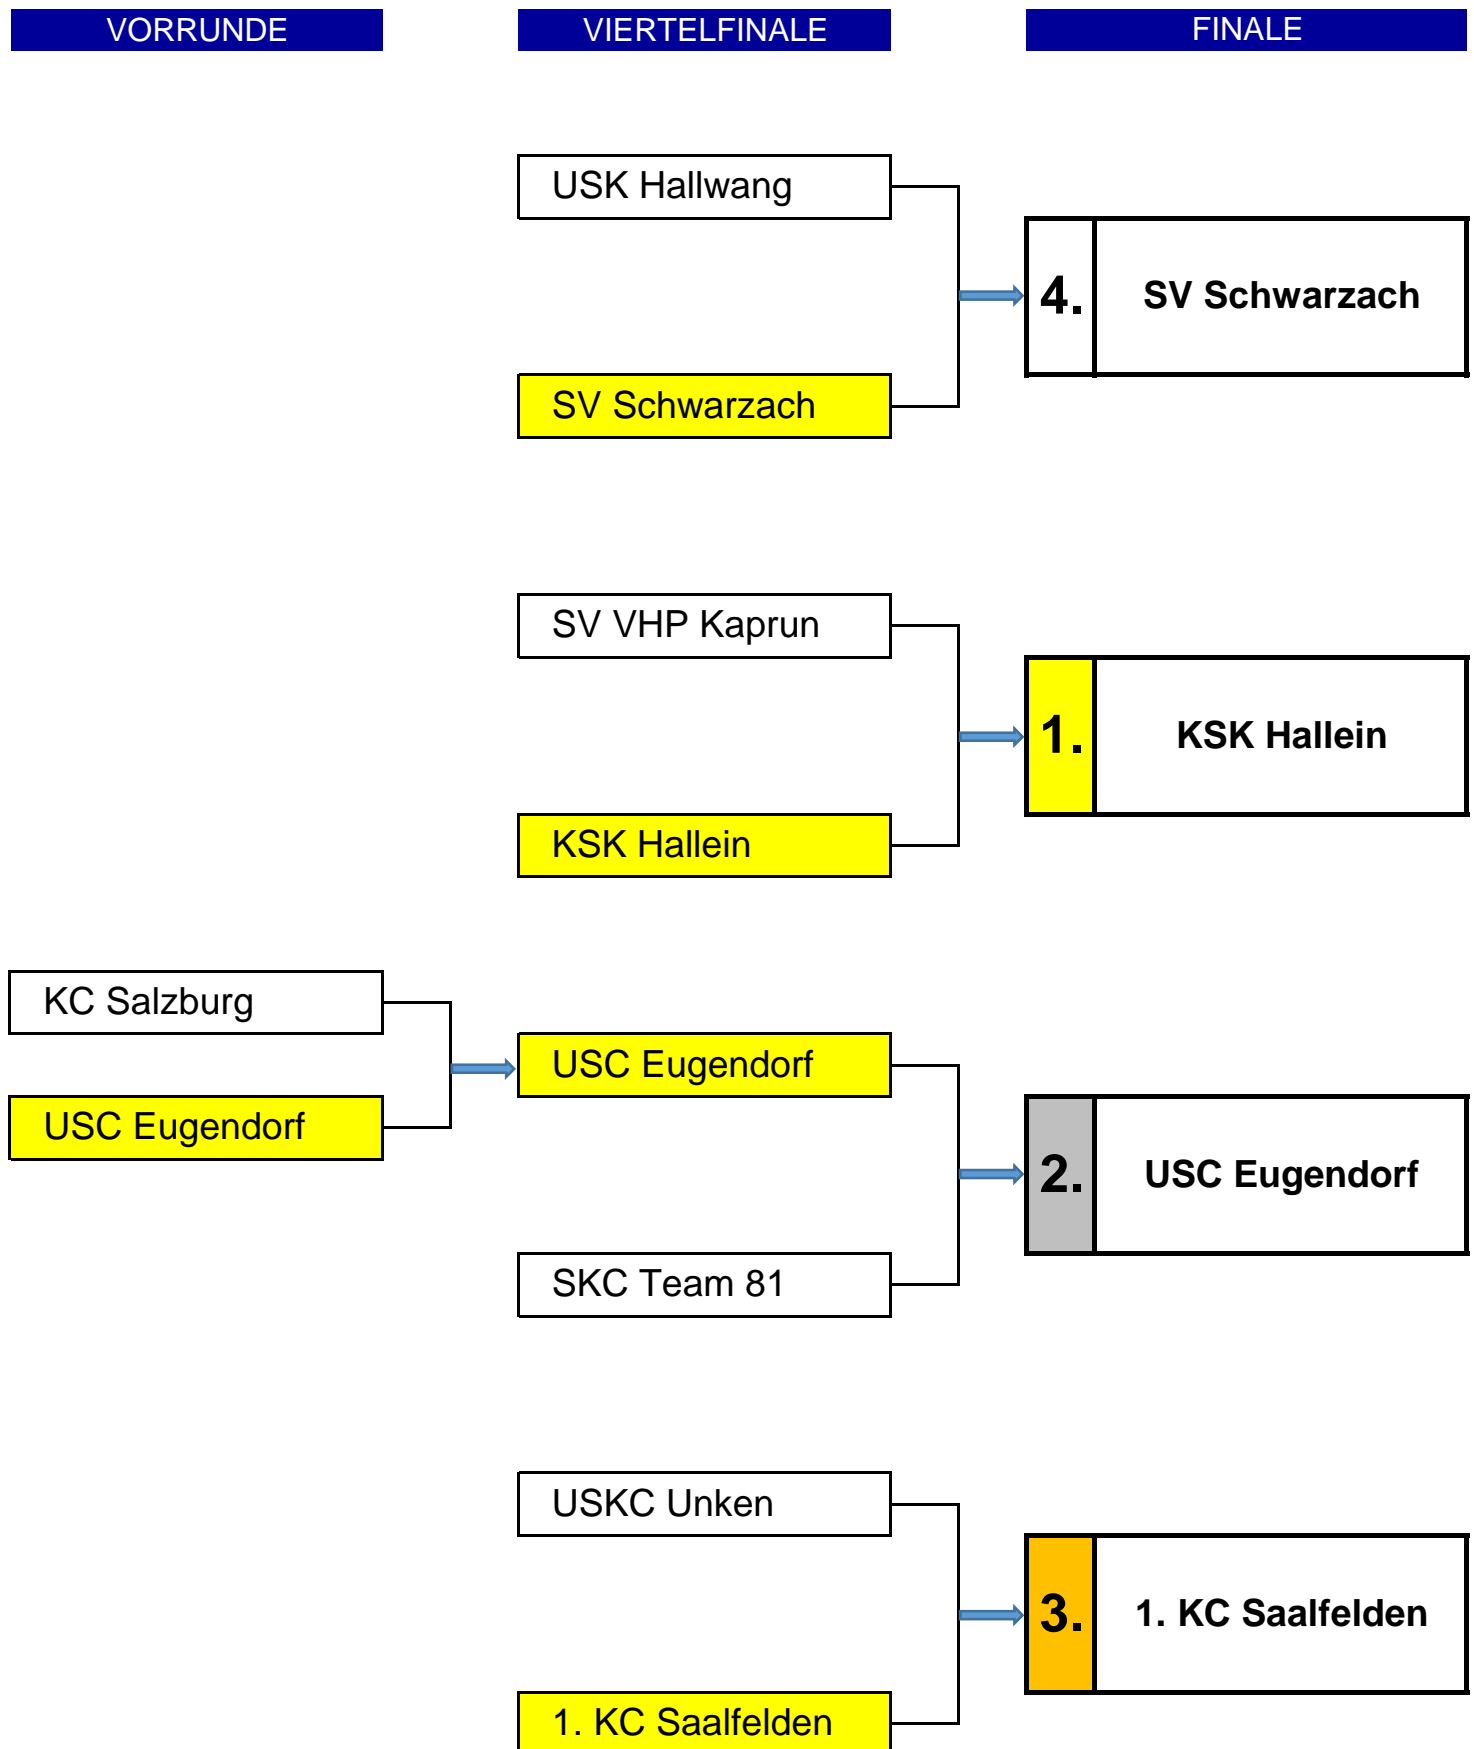 VORRUNDE
VIERTELFINALE
FINALE
USK Hallwang
4.
SV Schwarzach
SV Schwarzach
SV VHP Kaprun
1.
KSK Hallein
KSK Hallein
KC Salzburg
USC Eugendorf
USC Eugendorf
2.
USC Eugendorf
SKC Team 81
USKC Unken
3.
1. KC Saalfelden
1. KC Saalfelden